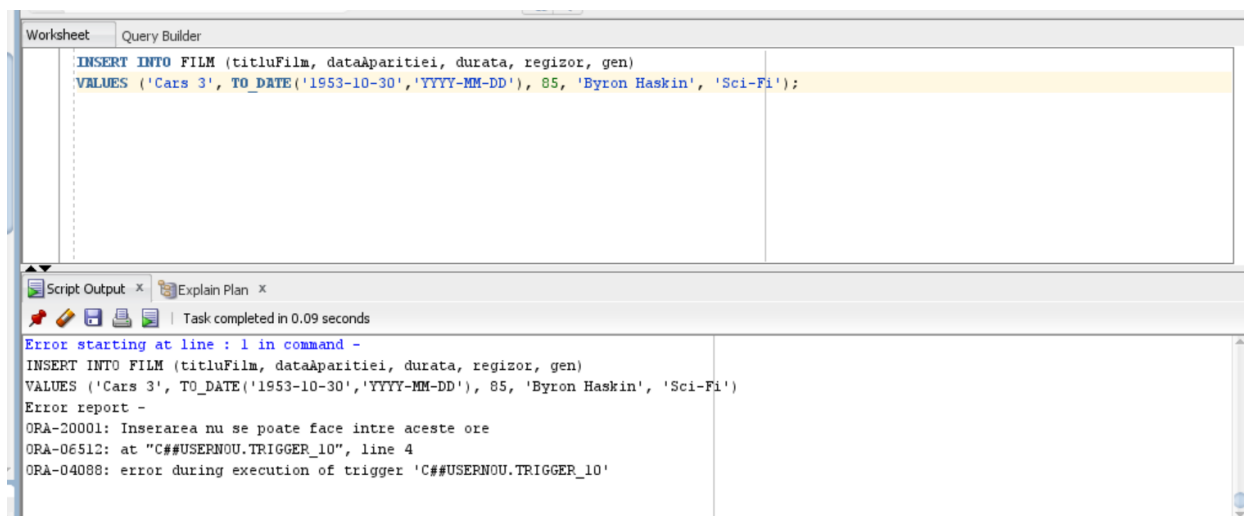 Worksheet Query Builder
INSERT INTO FILM (titluFilm, dataAparitiei, durata, regizor, gen)
VALUES ('Cars 3', TO_DATE('1953-10-30','YYYY-MM-DD'), 85, 'Byron Haskin', 'Sci-Fi');
Script Output x Explain Plan x
Task completed in 0.09 seconds
Error starting at line : 1 in command -
INSERT INTO FILM (titluFilm, dataAparitiei, durata, regizor, gen)
VALUES ('Cars 3', TO_DATE('1953-10-30','YYYY-MM-DD'), 85, 'Byron Haskin', 'Sci-Fi')
Error report -
ORA-20001: Inserarea nu se poate face intre aceste ore
ORA-06512: at "C##USERNOU.TRIGGER_10", line 4
ORA-04088: error during execution of trigger 'C##USERNOU.TRIGGER_10'